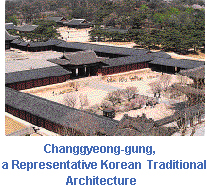 Changgyeong-gung,
a Representative Korean Traditional
Architecture